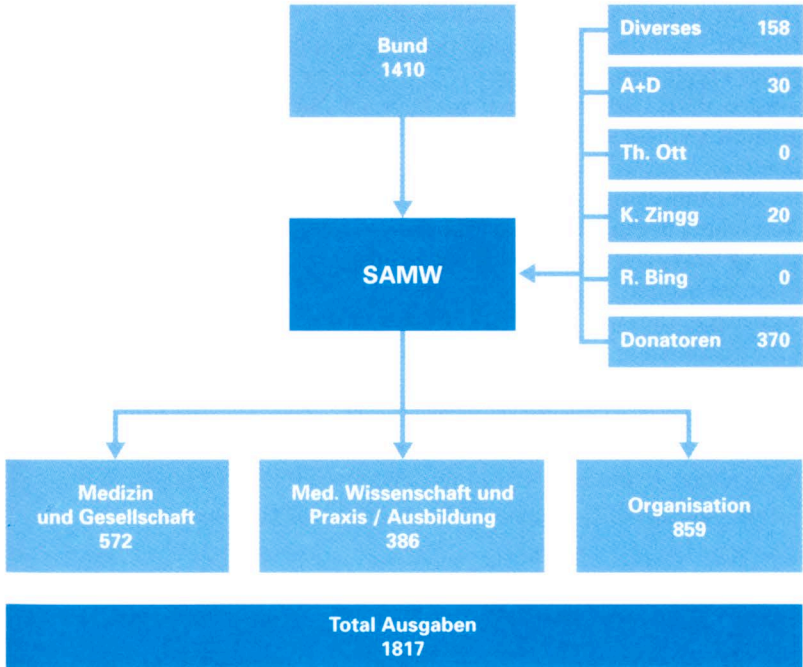 Bund
1410
Diverses 158
A+D 30
Th. Ott 0
K. Zingg 20
R. Bing 0
Donatoren 370
SAMW
Medizin
und Gesellschaft
572
Med. Wissenschaft und
Praxis / Ausbildung
386
Organisation
859
Total Ausgaben
1817